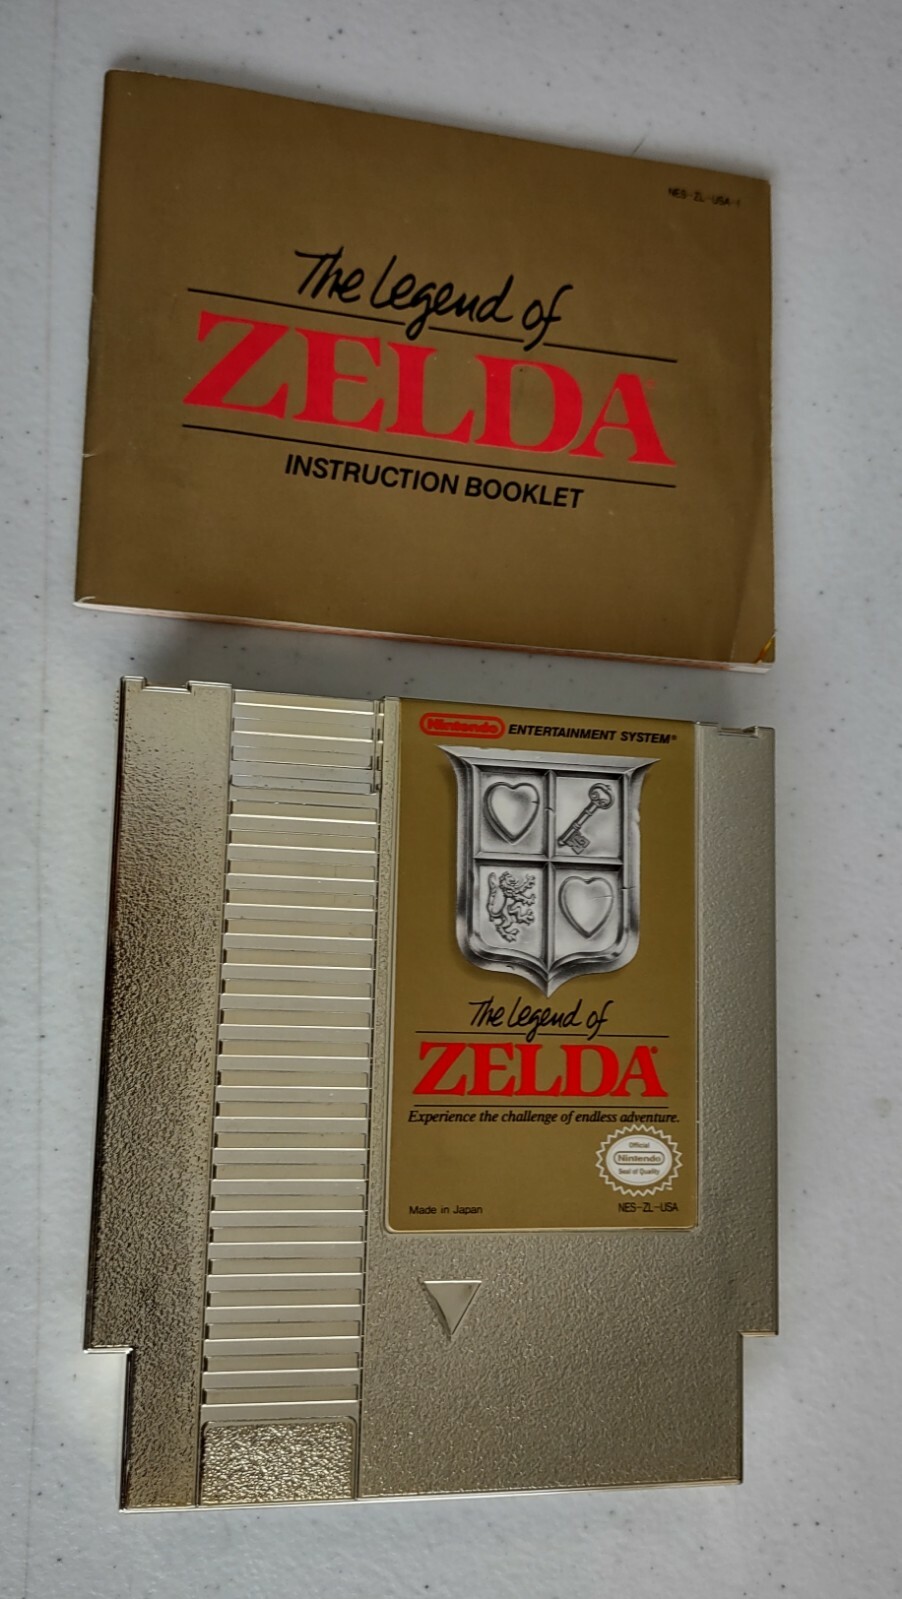 NES-ZL-USA-1
The Legend of
ZELDA®
INSTRUCTION BOOKLET
Nintendo ENTERTAINMENT SYSTEM®
The Legend of
ZELDA®
Experience the challenge of endless adventure.
Official
Nintendo
Seal of Quality
Made in Japan
NES-ZL-USA